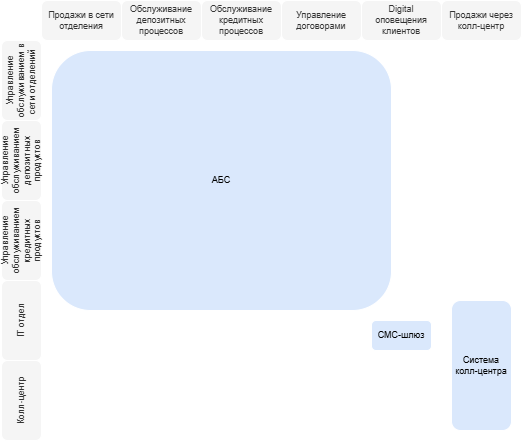 Продажи в сети
отделения
Обслуживание
депозитных
процессов
Обслуживание
кредитных
процессов
Управление
договорами
Digital
оповещения
клиентов
Продажи через
колл-центр
Управление
обслуживанием в
сети отделений
Управление
обслуживанием
депозитных
продуктов
Управление
обслуживанием
кредитных
продуктов
IT отдел
Колл-центр
АБС
СМС-шлюз
Система
колл-центра